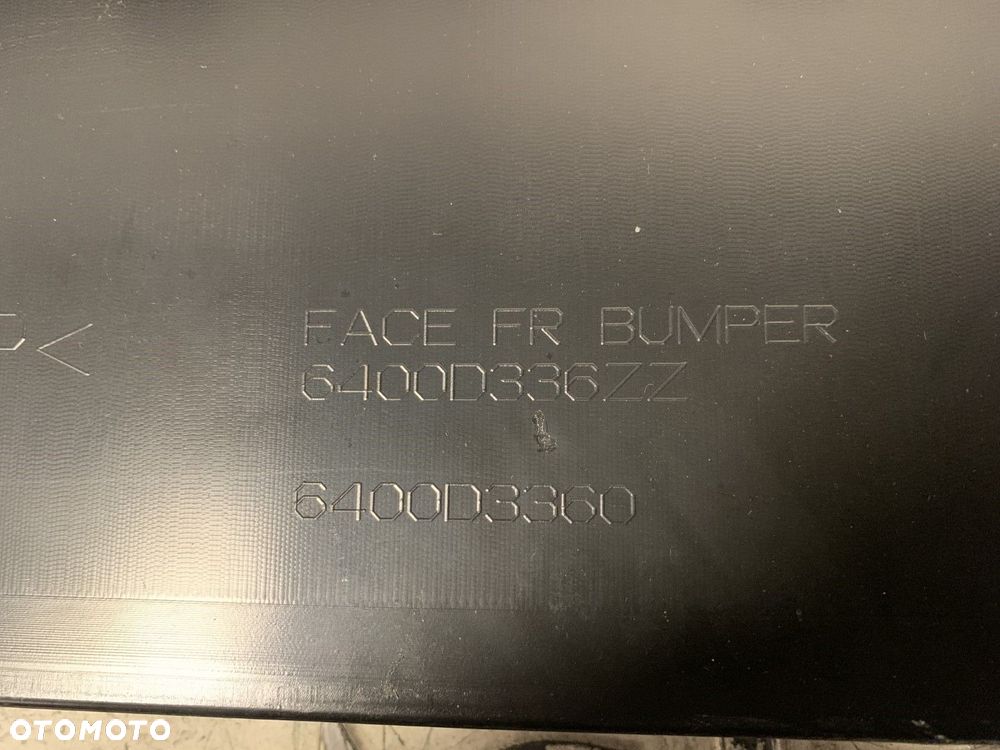 FACE FR BUMPER
6400D336ZZ
6400D3360
OTOMOTO